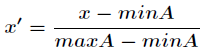 x′ = (x − minA) / (maxA − minA)